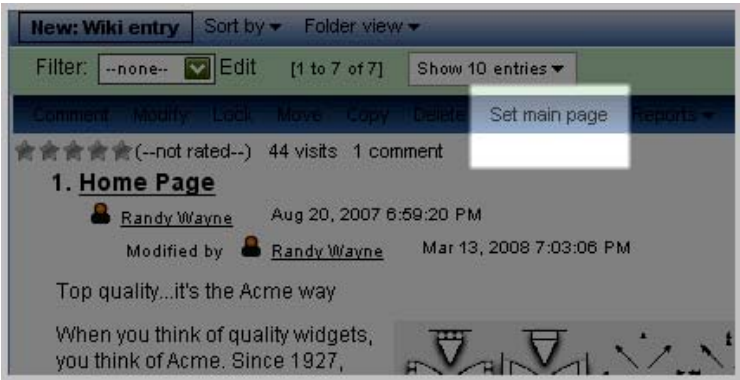 New: Wiki entry Sort by Folder view
Filter: --none-- Edit [1 to 7 of 7] Show 10 entries
Comment Modify Lock Move Copy Delete Set main page Reports
(--not rated--) 44 visits 1 comment
1. Home Page
Randy Wayne Aug 20, 2007 6:59:20 PM
Modified by Randy Wayne Mar 13, 2008 7:03:06 PM
Top quality...it's the Acme way
When you think of quality widgets,
you think of Acme. Since 1927,